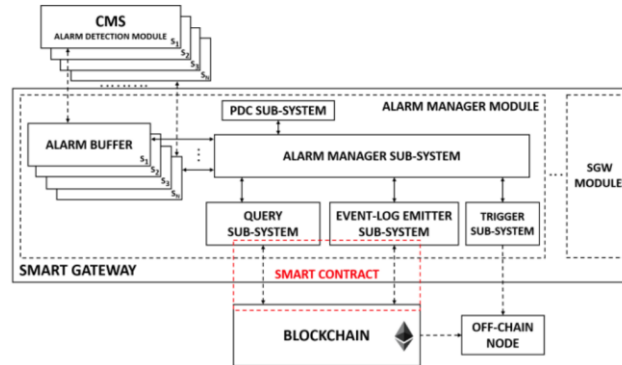 CMS
ALARM DETECTION MODULE
S1
S2
S3
SN
PDC SUB-SYSTEM
ALARM MANAGER MODULE
ALARM BUFFER
S1
S2
S3
SN
ALARM MANAGER SUB-SYSTEM
SGW
MODULE
QUERY
SUB-SYSTEM
EVENT-LOG EMITTER
SUB-SYSTEM
TRIGGER
SUB-SYSTEM
SMART GATEWAY
SMART CONTRACT
BLOCKCHAIN
OFF-CHAIN
NODE